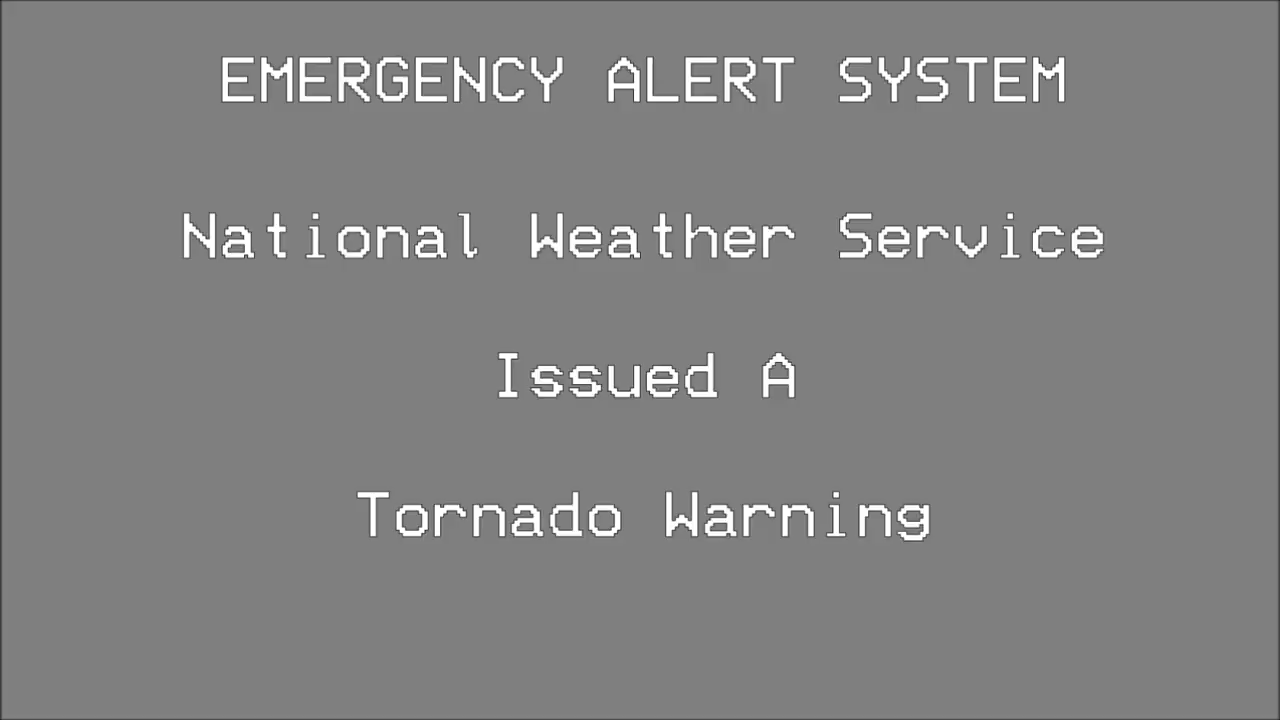 EMERGENCY ALERT SYSTEM
National Weather Service
Issued A
Tornado Warning